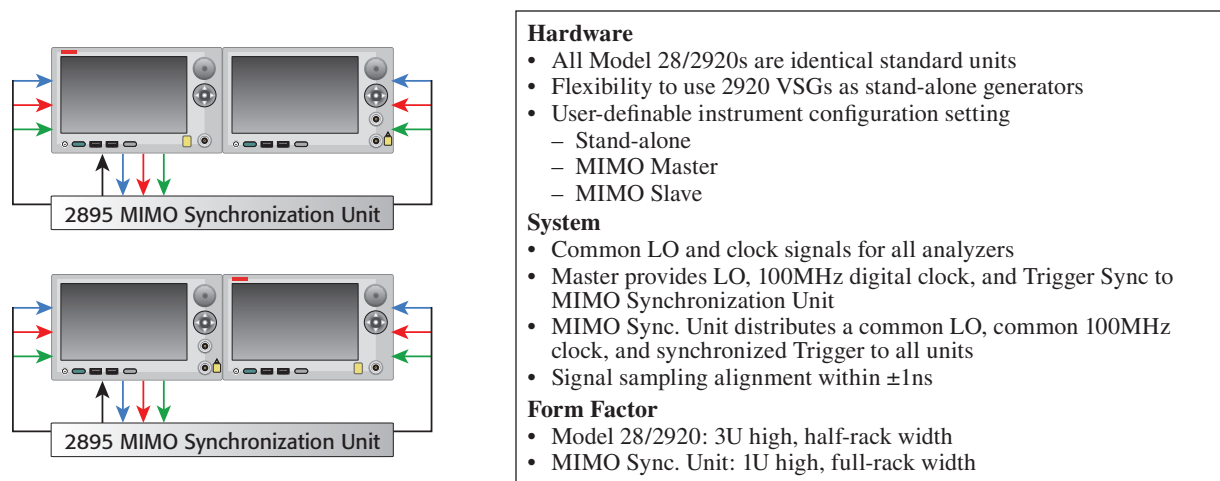 2895 MIMO Synchronization Unit
2895 MIMO Synchronization Unit
Hardware
• All Model 28/2920s are identical standard units
• Flexibility to use 2920 VSGs as stand-alone generators
• User-definable instrument configuration setting
– Stand-alone
– MIMO Master
– MIMO Slave
System
• Common LO and clock signals for all analyzers
• Master provides LO, 100MHz digital clock, and Trigger Sync to
MIMO Synchronization Unit
• MIMO Sync. Unit distributes a common LO, common 100MHz
clock, and synchronized Trigger to all units
• Signal sampling alignment within ±1ns
Form Factor
• Model 28/2920: 3U high, half-rack width
• MIMO Sync. Unit: 1U high, full-rack width